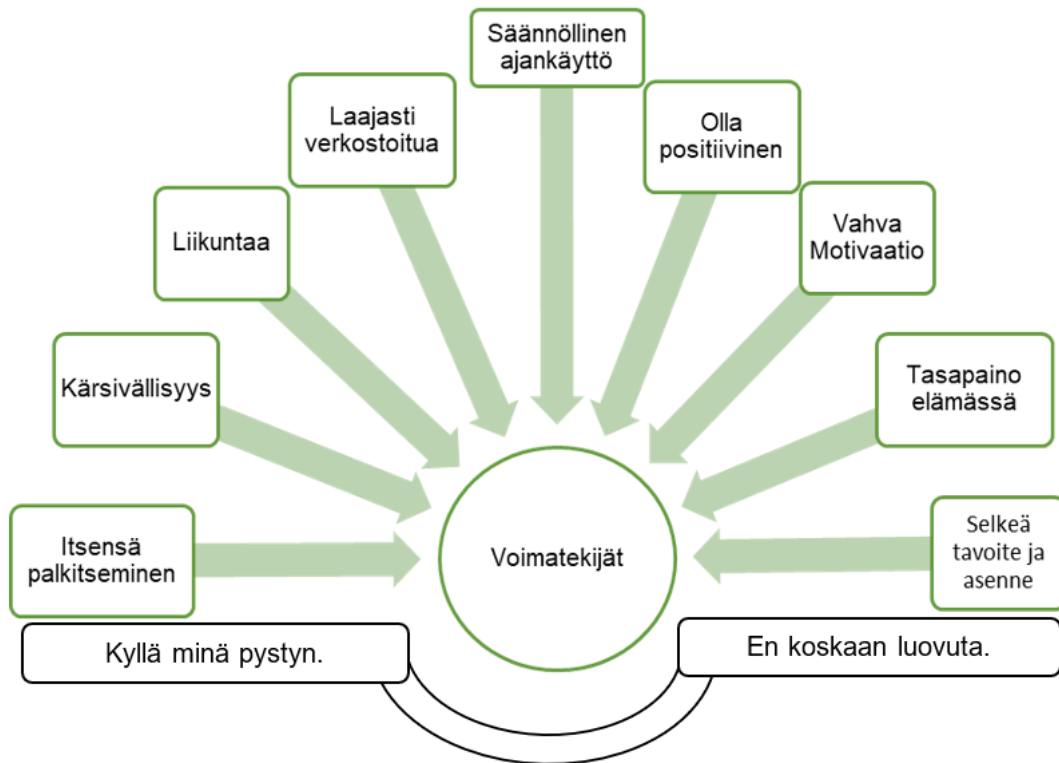 Säännöllinen
ajankäyttö
Laajasti
verkostoitua
Olla
positiivinen
Liikuntaa
Vahva
Motivaatio
Kärsivällisyys
Tasapaino
elämässä
Itsensä
palkitseminen
Voimatekijät
Selkeä
tavoite ja
asenne
Kyllä minä pystyn.
En koskaan luovuta.